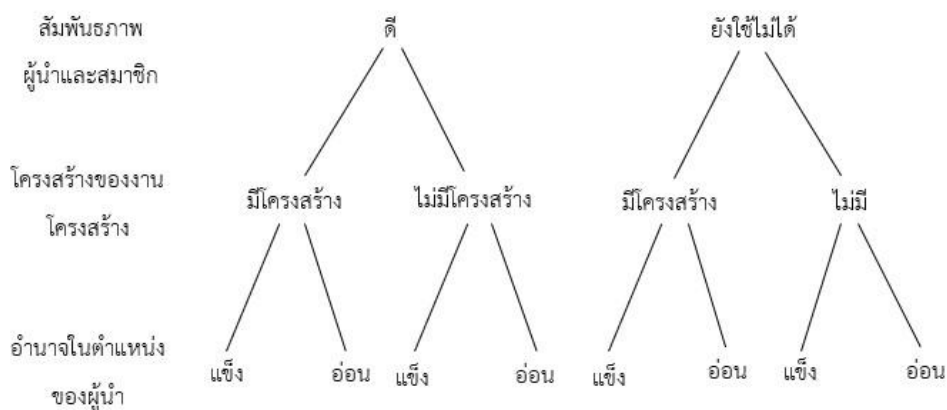 สัมพันธภาพ
ผู้นำและสมาชิก
ดี
ยังใช้ไม่ได้
โครงสร้างของงาน
โครงสร้าง
มีโครงสร้าง
ไม่มีโครงสร้าง
มีโครงสร้าง
ไม่มี
อำนาจในตำแหน่ง
ของผู้นำ
แข็ง
อ่อน
แข็ง
อ่อน
แข็ง
อ่อน
แข็ง
อ่อน